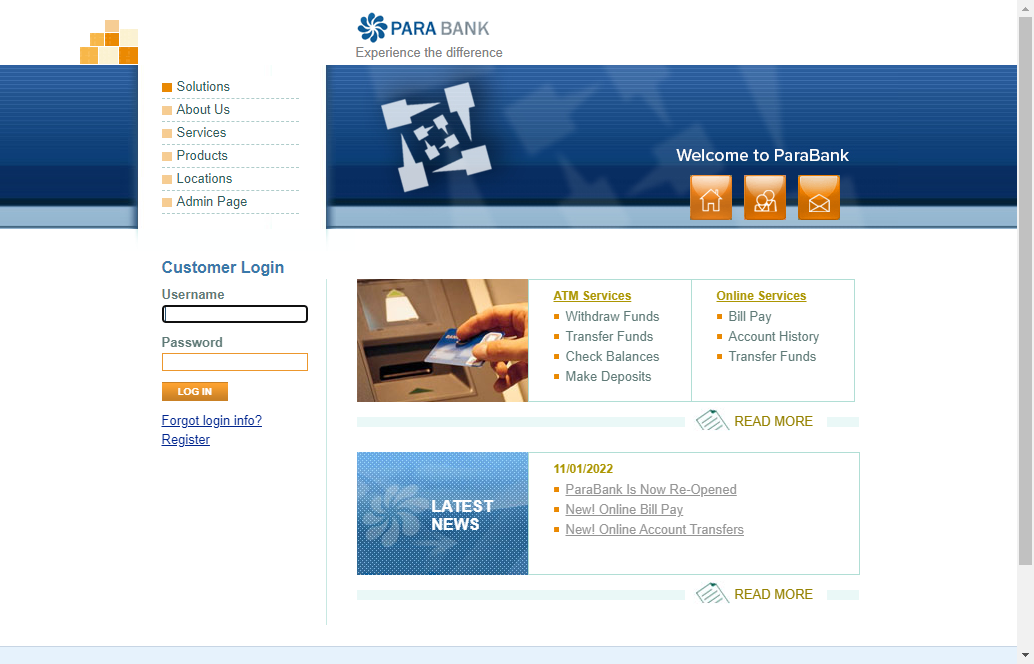 PARA BANK
Experience the difference
Solutions
About Us
Services
Products
Locations
Admin Page
Welcome to ParaBank
Customer Login
Username
Password
LOG IN
Forgot login info?
Register
ATM Services
Withdraw Funds
Transfer Funds
Check Balances
Make Deposits
Online Services
Bill Pay
Account History
Transfer Funds
READ MORE
LATEST
NEWS
11/01/2022
ParaBank Is Now Re-Opened
New! Online Bill Pay
New! Online Account Transfers
READ MORE